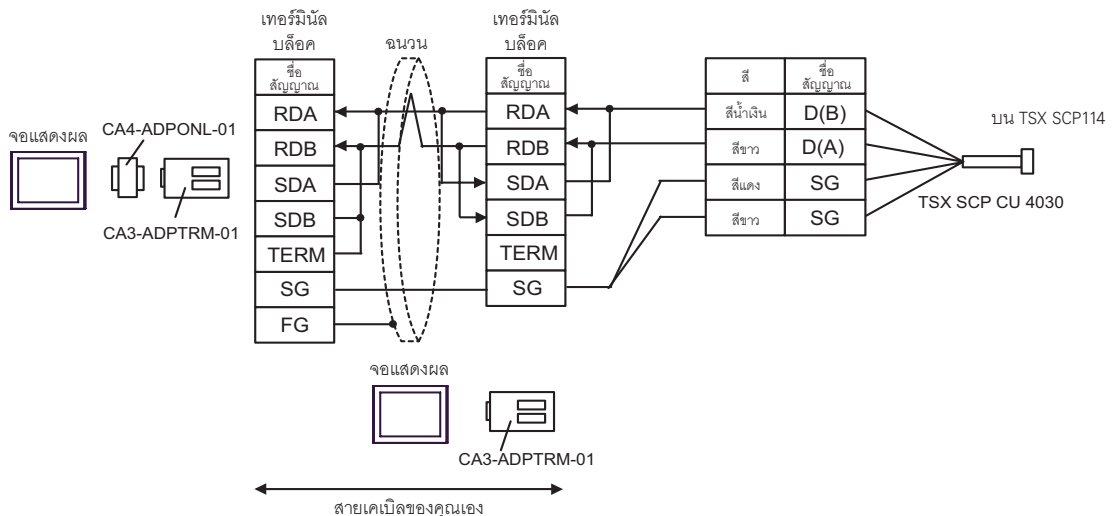 เทอร์มินัล
บล็อค
เทอร์มินัล
บล็อค
ฉนวน
ชื่อ
สัญญาณ
ชื่อ
สัญญาณ
สี
ชื่อ
สัญญาณ
RDA
RDA
สีน้ำเงิน
D(B)
บน TSX SCP114
จอแสดงผล
CA4-ADPONL-01
RDB
RDB
สีขาว
D(A)
SDA
SDA
สีแดง
SG
TSX SCP CU 4030
CA3-ADPTRM-01
SDB
SDB
สีขาว
SG
TERM
TERM
SG
SG
FG
จอแสดงผล
CA3-ADPTRM-01
สายเคเบิลของคุณเอง